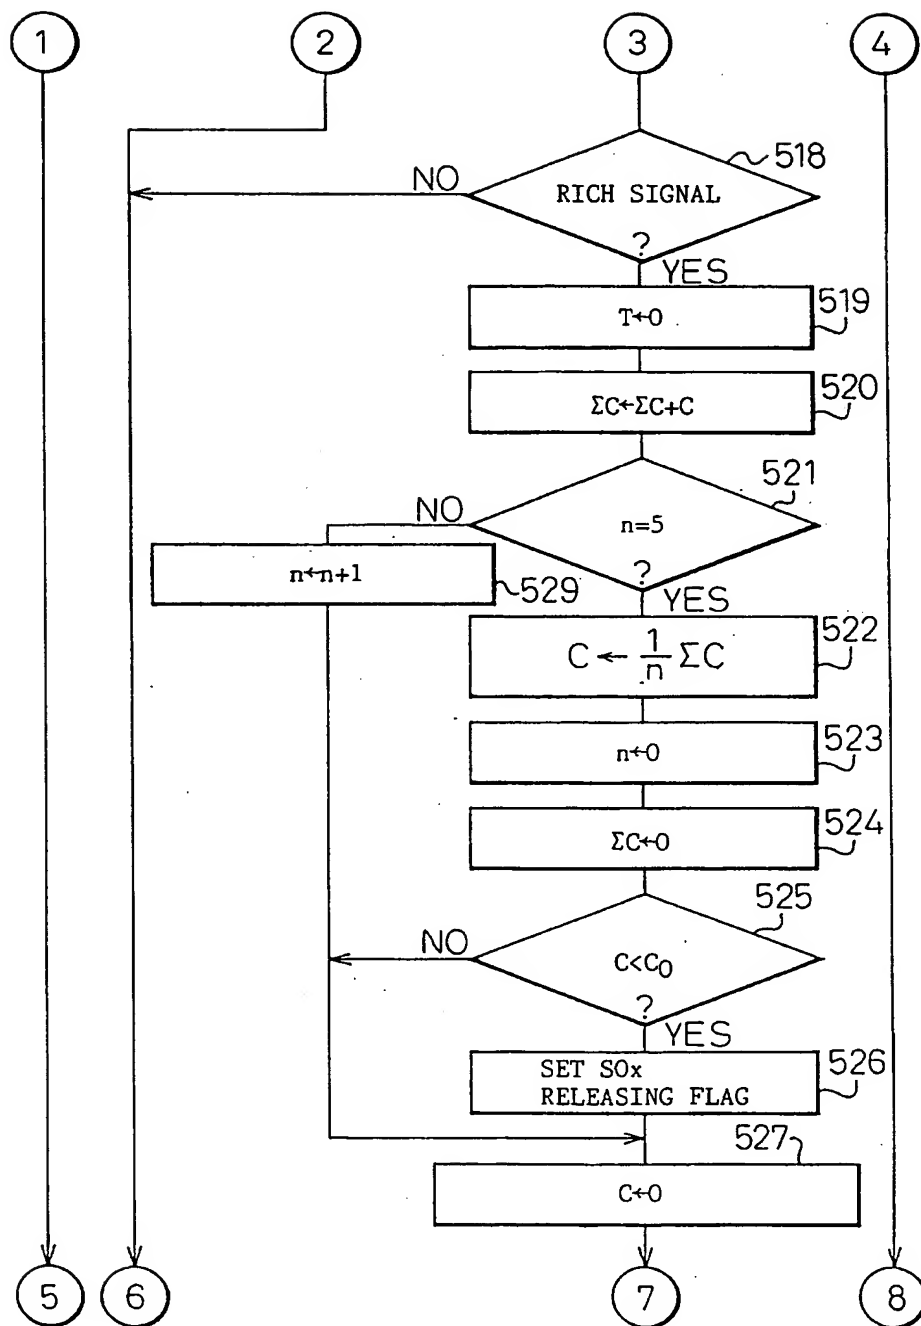 1
2
3
4
518
NO
RICH SIGNAL
?
YES
519
T←0
520
ΣC←ΣC+C
521
NO
n=5
?
n←n+1
529
YES
522
C ← 1/n ΣC
523
n←0
524
ΣC←0
525
NO
C<C0
?
YES
526
SET SOx
RELEASING FLAG
527
C←0
5
6
7
8